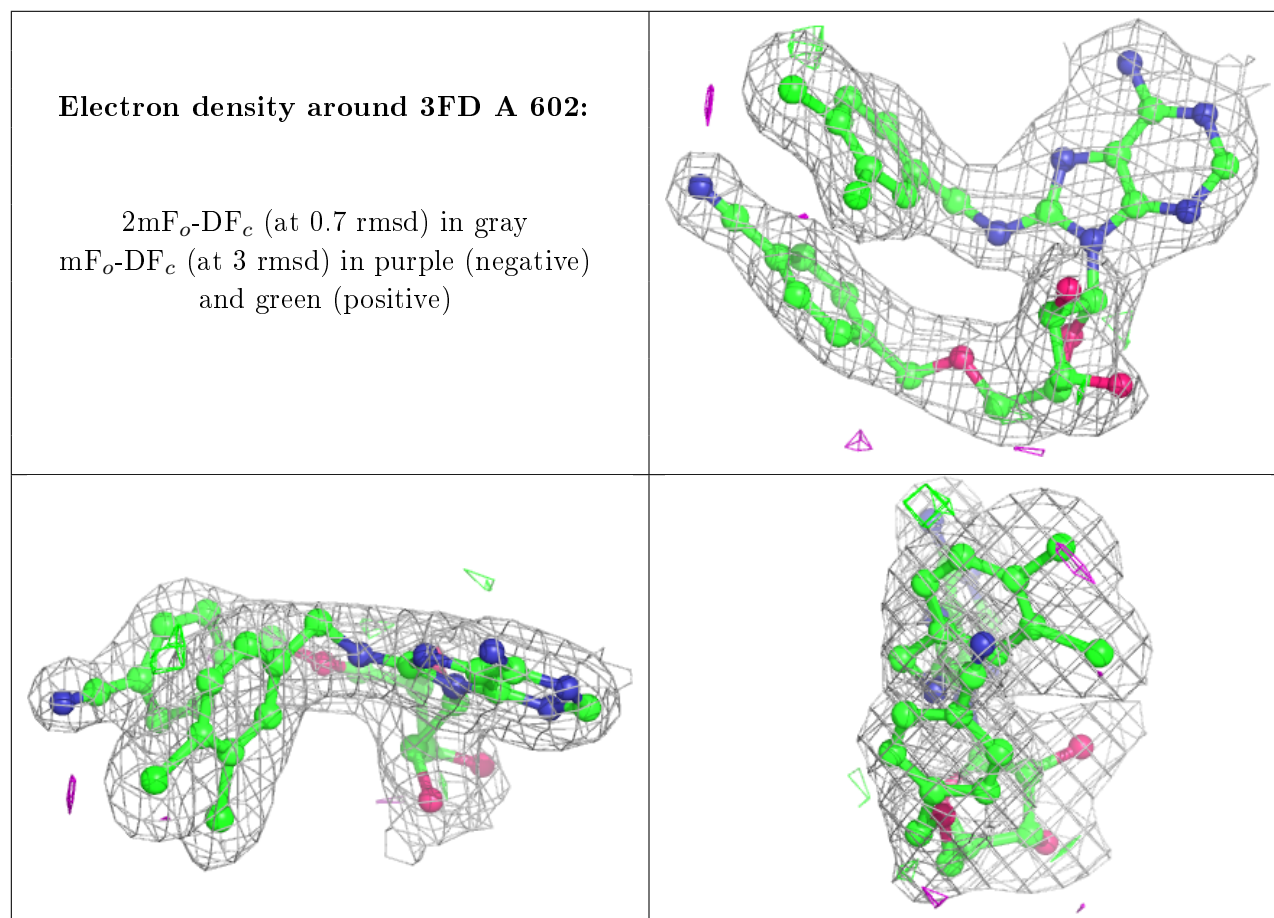 Electron density around 3FD A 602:
2mFo-DFc (at 0.7 rmsd) in gray
mFo-DFc (at 3 rmsd) in purple (negative)
and green (positive)